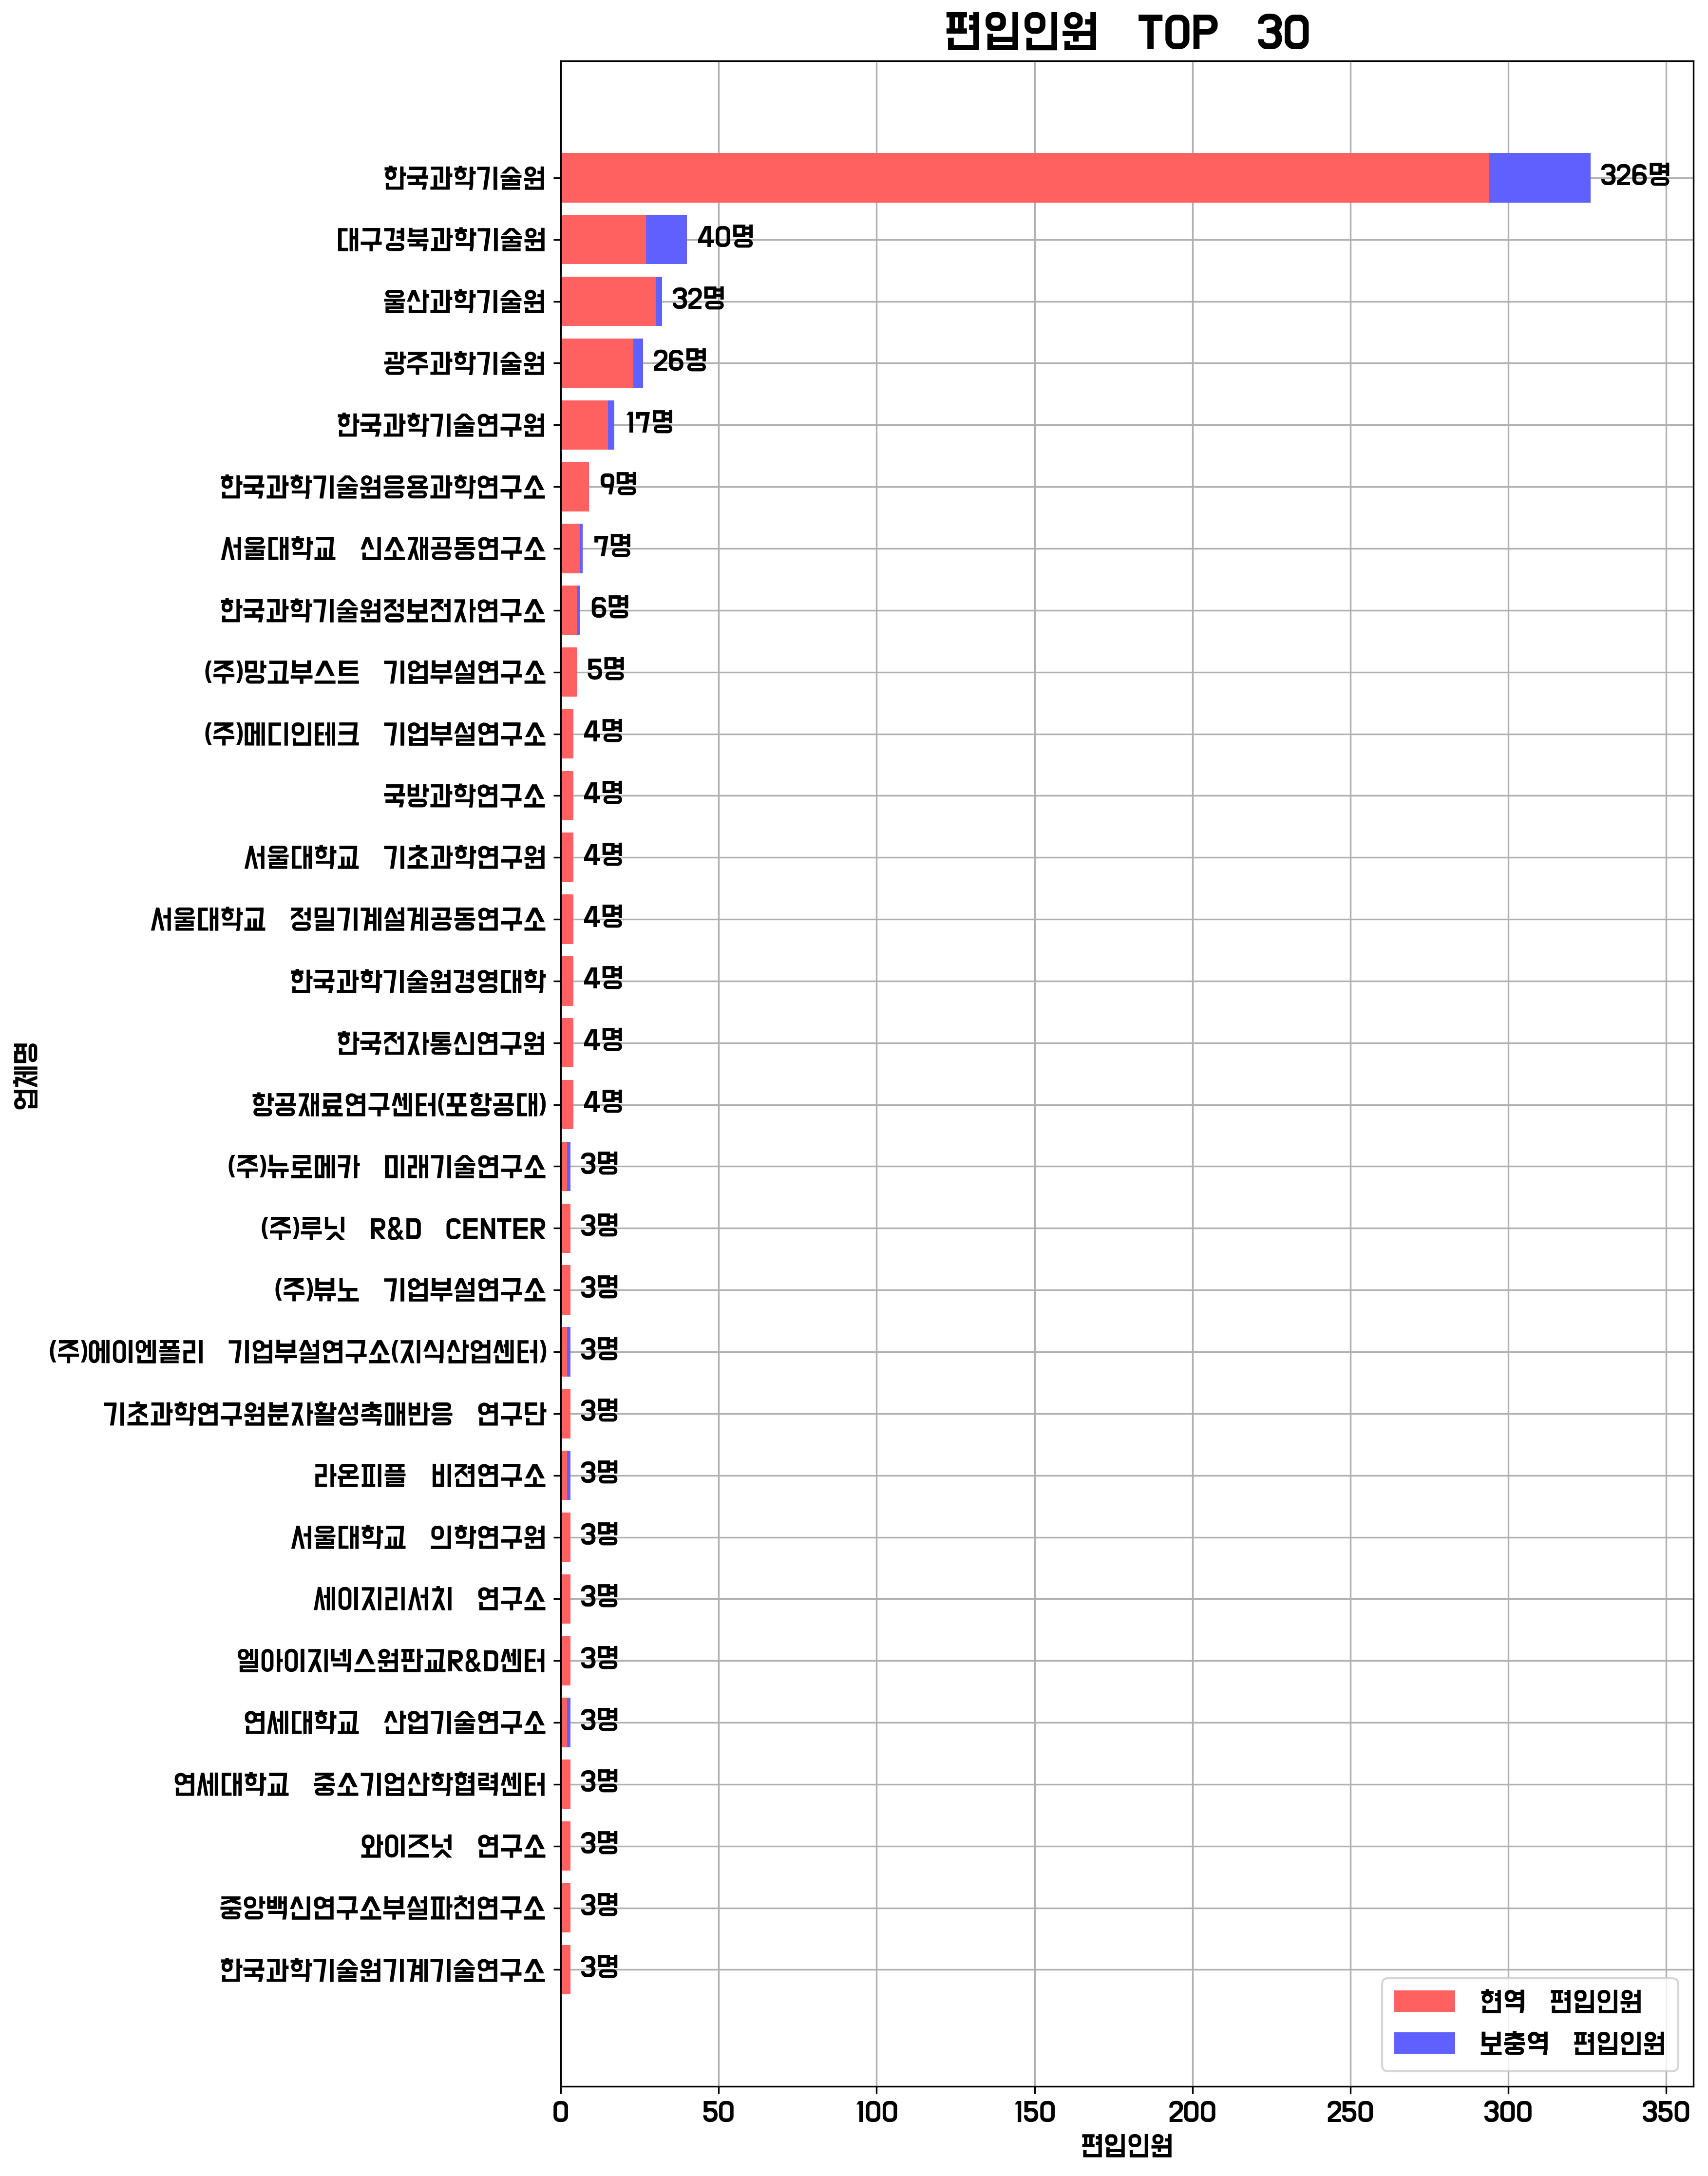 편입인원 TOP 30
한국과학기술원 326명
대구경북과학기술원 40명
울산과학기술원 32명
광주과학기술원 26명
한국과학기술연구원 17명
한국과학기술원응용과학연구소 9명
서울대학교 신소재공동연구소 7명
한국과학기술원정보전자연구소 6명
(주)망고부스트 기업부설연구소 5명
(주)메디인테크 기업부설연구소 4명
국방과학연구소 4명
서울대학교 기초과학연구원 4명
서울대학교 정밀기계설계공동연구소 4명
한국과학기술원경영대학 4명
한국전자통신연구원 4명
항공재료연구센터(포항공대) 4명
(주)뉴로메카 미래기술연구소 3명
(주)루닛 R&D CENTER 3명
(주)뷰노 기업부설연구소 3명
(주)에이엔폴리 기업부설연구소(지식산업센터) 3명
기초과학연구원분자활성촉매반응 연구단 3명
라온피플 비젼연구소 3명
서울대학교 의학연구원 3명
세이지리서치 연구소 3명
엘아이지넥스원판교R&D센터 3명
연세대학교 산업기술연구소 3명
연세대학교 중소기업산학협력센터 3명
와이즈넛 연구소 3명
중앙백신연구소부설파천연구소 3명
한국과학기술원기계기술연구소 3명
업체명
현역 편입인원
보충역 편입인원
0 50 100 150 200 250 300 350
편입인원